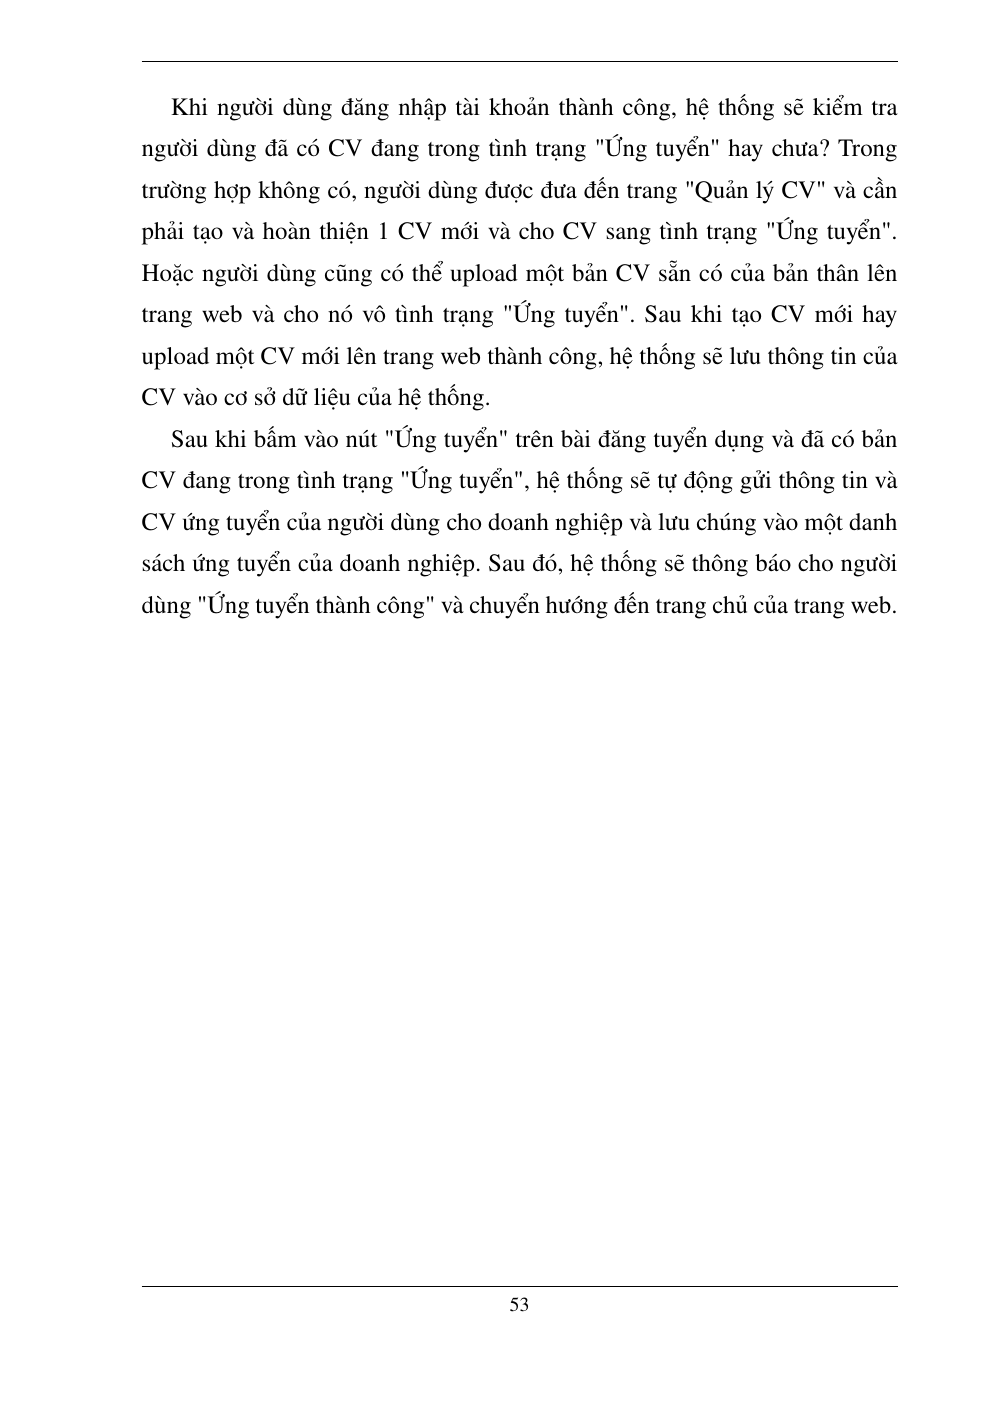 Khi người dùng đăng nhập tài khoản thành công, hệ thống sẽ kiểm tra
người dùng đã có CV đang trong tình trạng "Ứng tuyển" hay chưa? Trong
trường hợp không có, người dùng được đưa đến trang "Quản lý CV" và cần
phải tạo và hoàn thiện 1 CV mới và cho CV sang tình trạng "Ứng tuyển".
Hoặc người dùng cũng có thể upload một bản CV sẵn có của bản thân lên
trang web và cho nó vô tình trạng "Ứng tuyển". Sau khi tạo CV mới hay
upload một CV mới lên trang web thành công, hệ thống sẽ lưu thông tin của
CV vào cơ sở dữ liệu của hệ thống.
Sau khi bấm vào nút "Ứng tuyển" trên bài đăng tuyển dụng và đã có bản
CV đang trong tình trạng "Ứng tuyển", hệ thống sẽ tự động gửi thông tin và
CV ứng tuyển của người dùng cho doanh nghiệp và lưu chúng vào một danh
sách ứng tuyển của doanh nghiệp. Sau đó, hệ thống sẽ thông báo cho người
dùng "Ứng tuyển thành công" và chuyển hướng đến trang chủ của trang web.
53